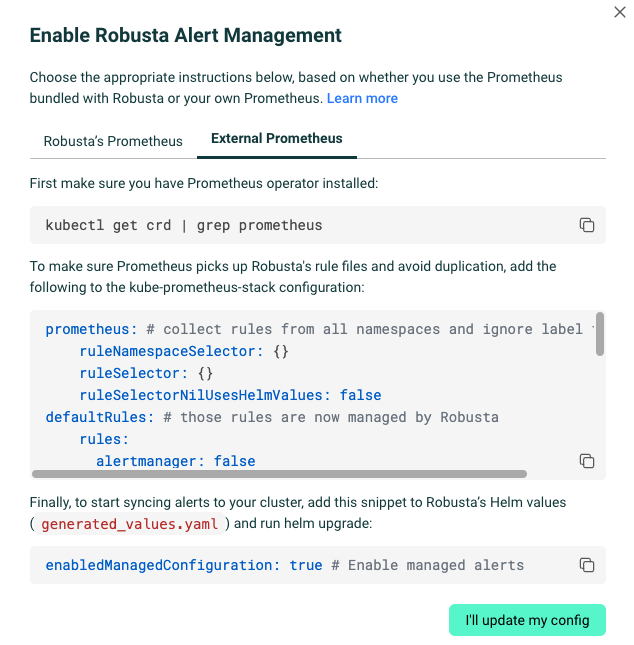 Enable Robusta Alert Management
Choose the appropriate instructions below, based on whether you use the Prometheus
bundled with Robusta or your own Prometheus. Learn more
Robusta's Prometheus
External Prometheus
First make sure you have Prometheus operator installed:
kubectl get crd | grep prometheus
To make sure Prometheus picks up Robusta's rule files and avoid duplication, add the
following to the kube-prometheus-stack configuration:
prometheus: # collect rules from all namespaces and ignore label
ruleNamespaceSelector: {}
ruleSelector: {}
ruleSelectorNilUsesHelmValues: false
defaultRules: # those rules are now managed by Robusta
rules:
alertmanager: false
Finally, to start syncing alerts to your cluster, add this snippet to Robusta's Helm values
( generated_values.yaml ) and run helm upgrade:
enabledManagedConfiguration: true # Enable managed alerts
I'll update my config